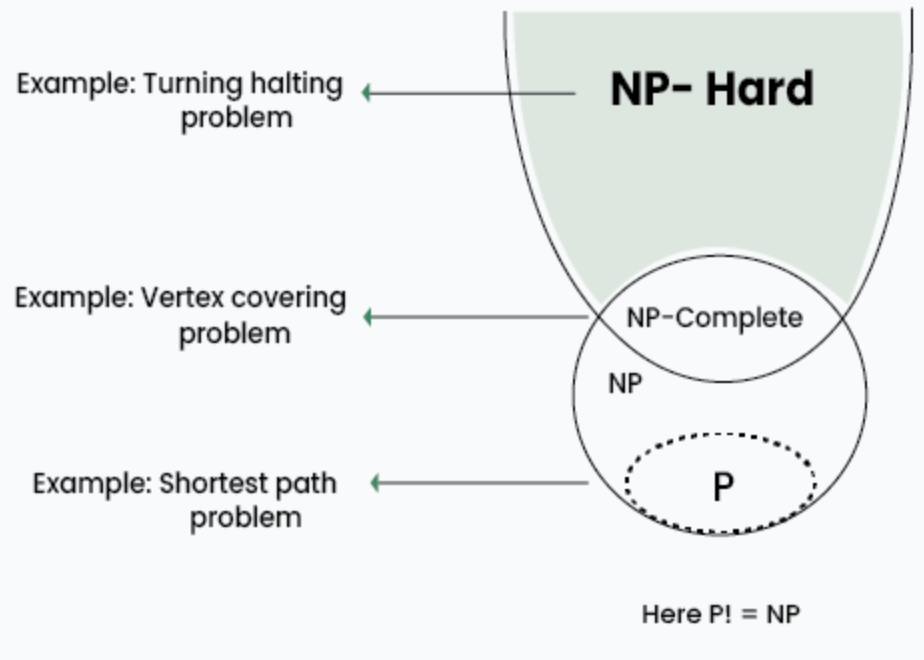 Example: Turning halting
problem
NP- Hard
Example: Vertex covering
problem
NP-Complete
NP
Example: Shortest path
problem
P
Here P! = NP